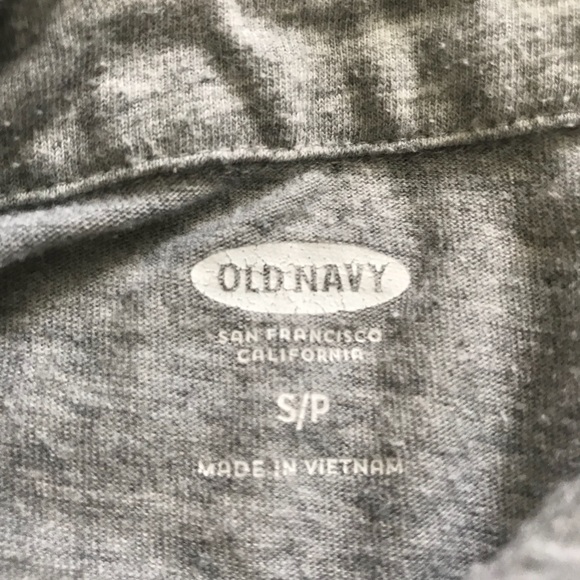 OLD NAVY
SAN FRANCISCO
CALIFORNIA
S/P
MADE IN VIETNAM